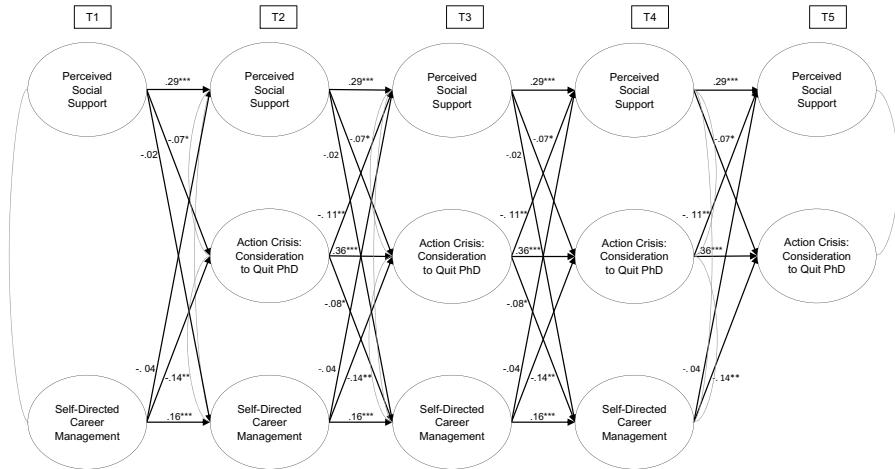 T1 T2 T3 T4 T5
Perceived
Social
Support
Perceived
Social
Support
Perceived
Social
Support
Perceived
Social
Support
Perceived
Social
Support
.29*** .29*** .29*** .29***
-.07* -.07* -.07* -.07*
-.02 -.02 -.02
-. 11** -. 11** -. 11**
Action Crisis:
Consideration
to Quit PhD
Action Crisis:
Consideration
to Quit PhD
Action Crisis:
Consideration
to Quit PhD
Action Crisis:
Consideration
to Quit PhD
.36*** .36*** .36***
-.08* -.08*
-. 04 -. 04 -. 04 -. 04
-.14** -.14** -.14** -.14**
Self-Directed
Career
Management
Self-Directed
Career
Management
Self-Directed
Career
Management
Self-Directed
Career
Management
.16*** .16*** .16***